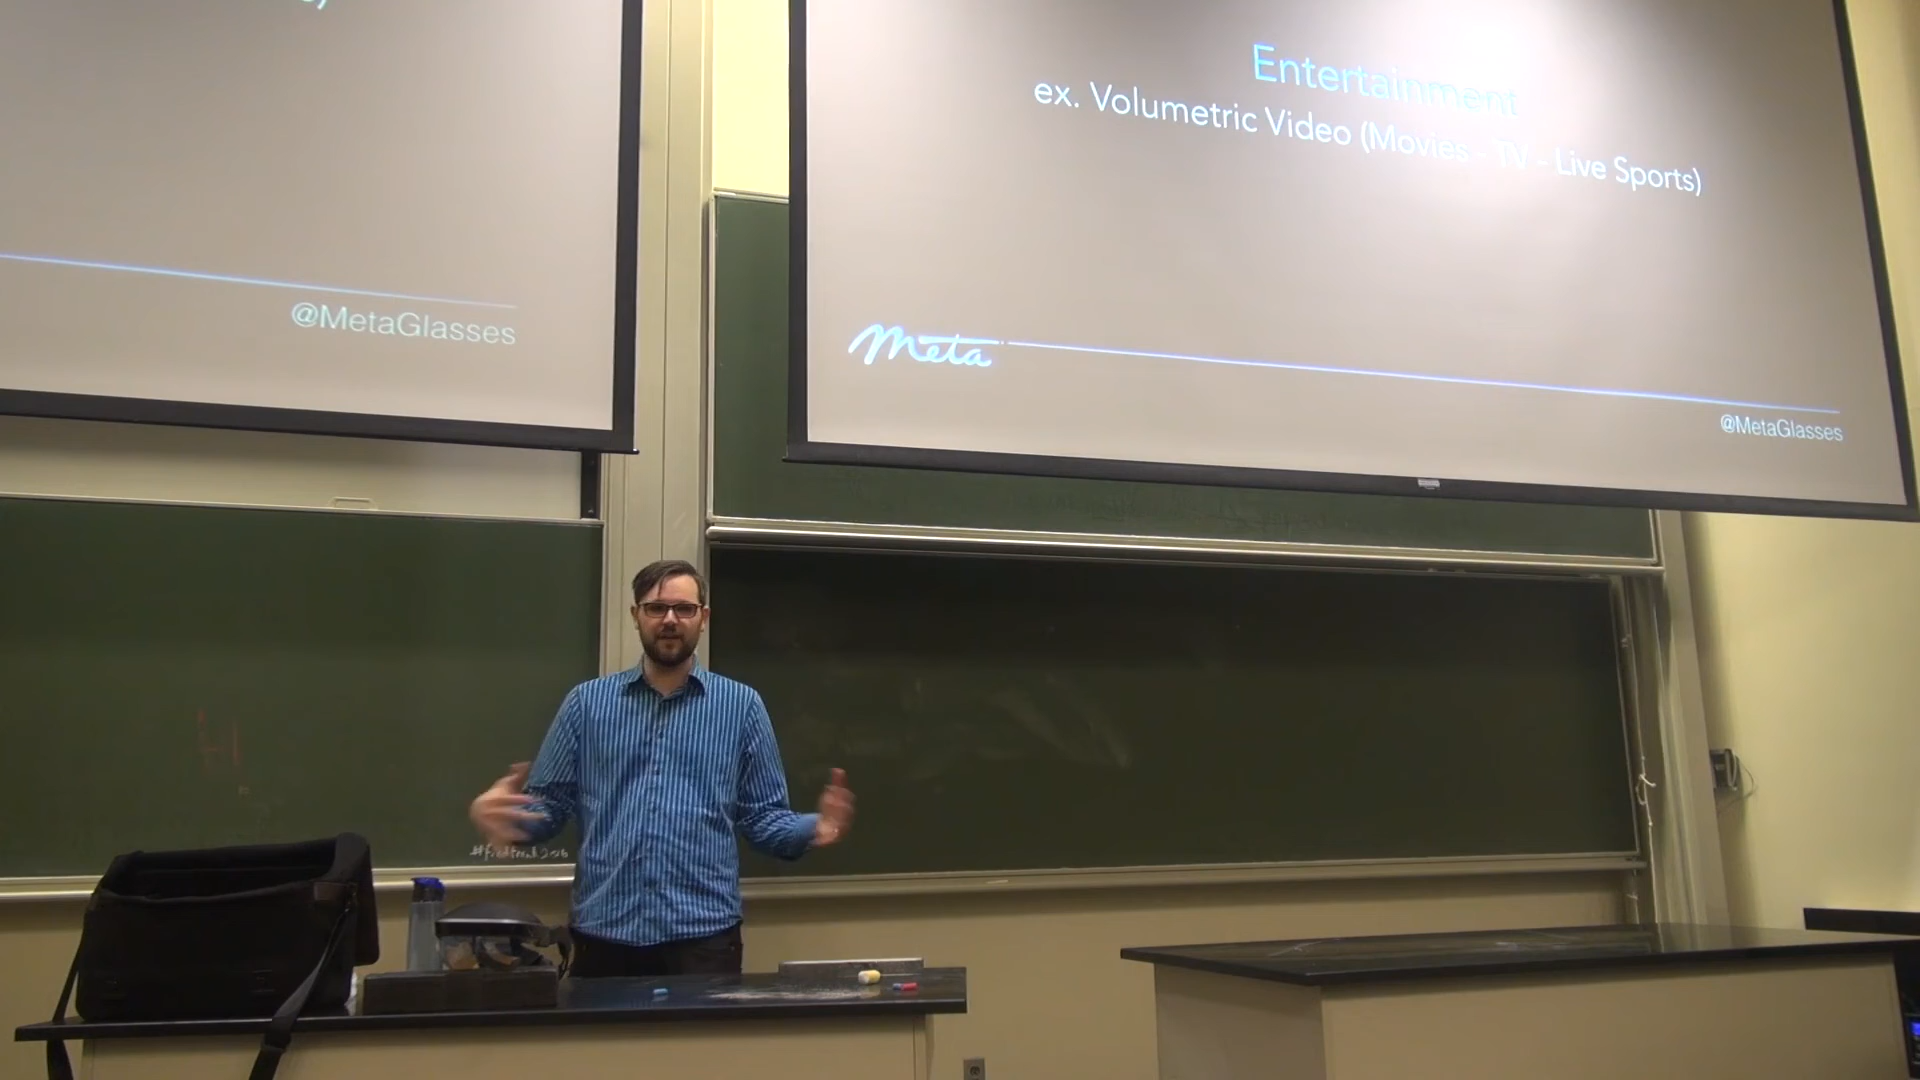 @MetaGlasses
Entertainment
ex. Volumetric Video (Movies - TV - Live Sports)
Meta
@MetaGlasses